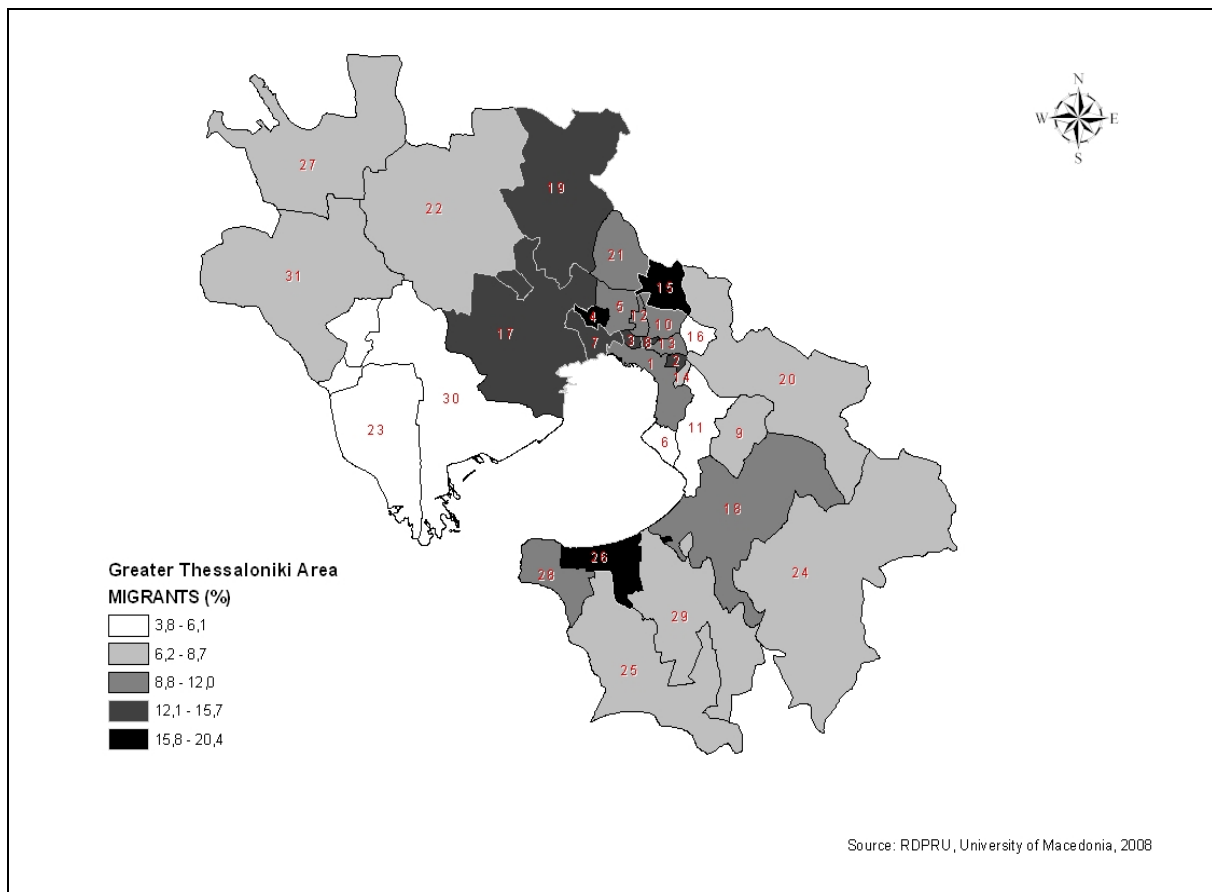 N
W E
S
27
19
22
21
31
15
5
12
4
10
17
16
3
8
13
7
1
2
14
20
30
23
11
6
9
18
26
28
24
29
25
Greater Thessaloniki Area
MIGRANTS (%)
3,8 - 6,1
6,2 - 8,7
8,8 - 12,0
12,1 - 15,7
15,8 - 20,4
Source: RDPRU, University of Macedonia, 2008